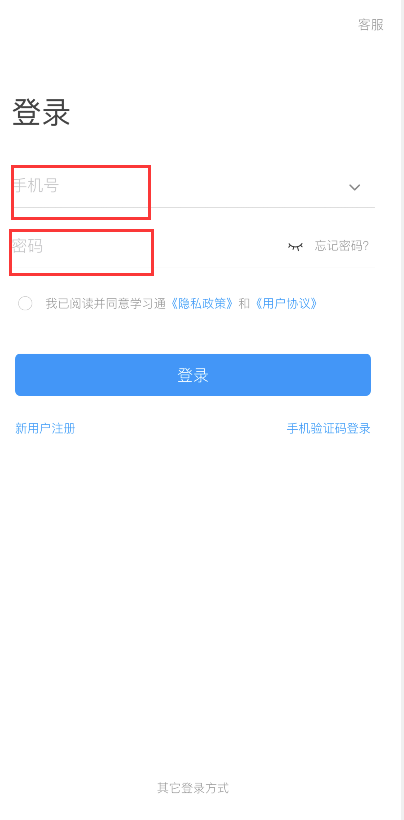 客服
登录
手机号
密码 忘记密码?
我已阅读并同意学习通《隐私政策》和《用户协议》
登录
新用户注册 手机验证码登录
其它登录方式